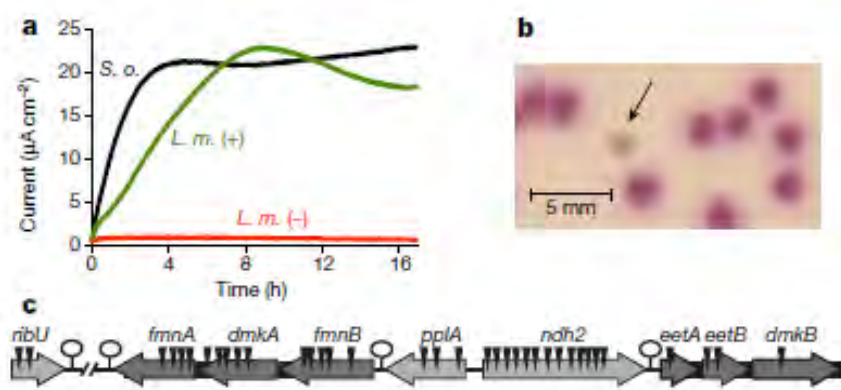 a
25
20
15
10
5
0
Current (µA cm⁻²)
S. o.
L. m. (+)
L. m. (–)
0 4 8 12 16
Time (h)
b
5 mm
c
ribU fmnA dmkA fmnB pplA ndh2 eetA eetB dmkB